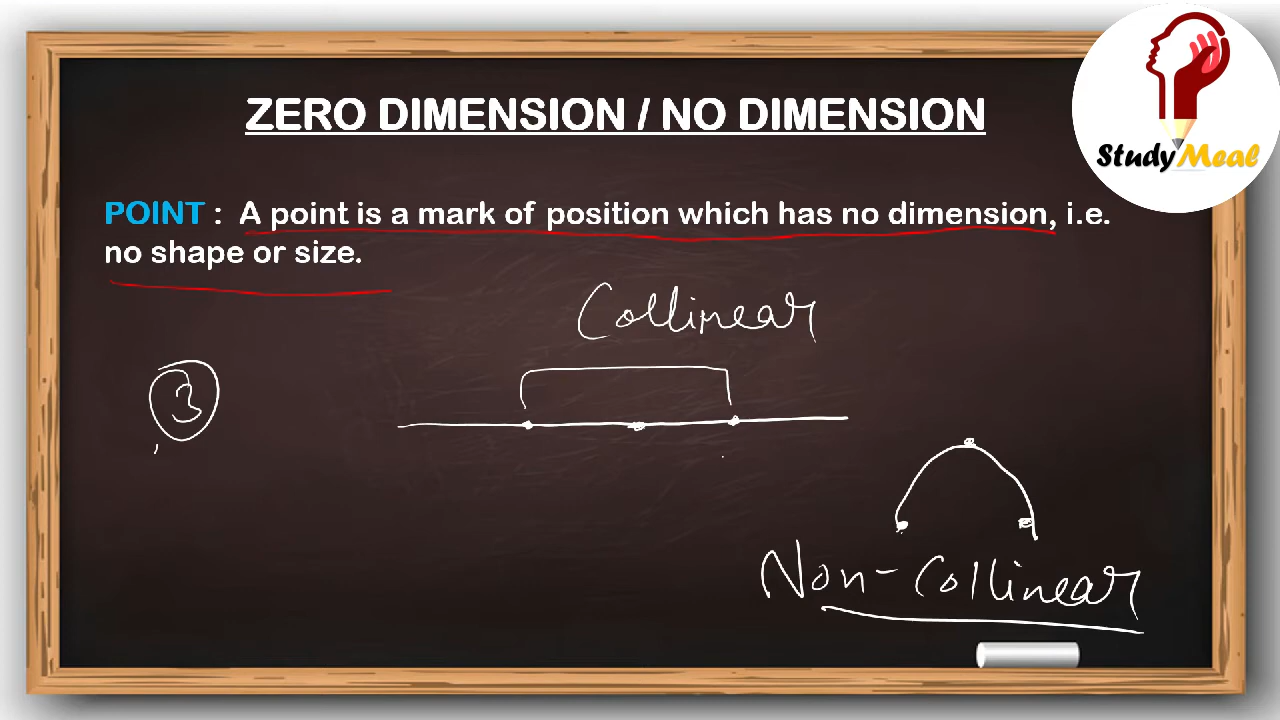 ZERO DIMENSION / NO DIMENSION
StudyMeal
POINT : A point is a mark of position which has no dimension, i.e.
no shape or size.
Collinear
3
Non-Collinear